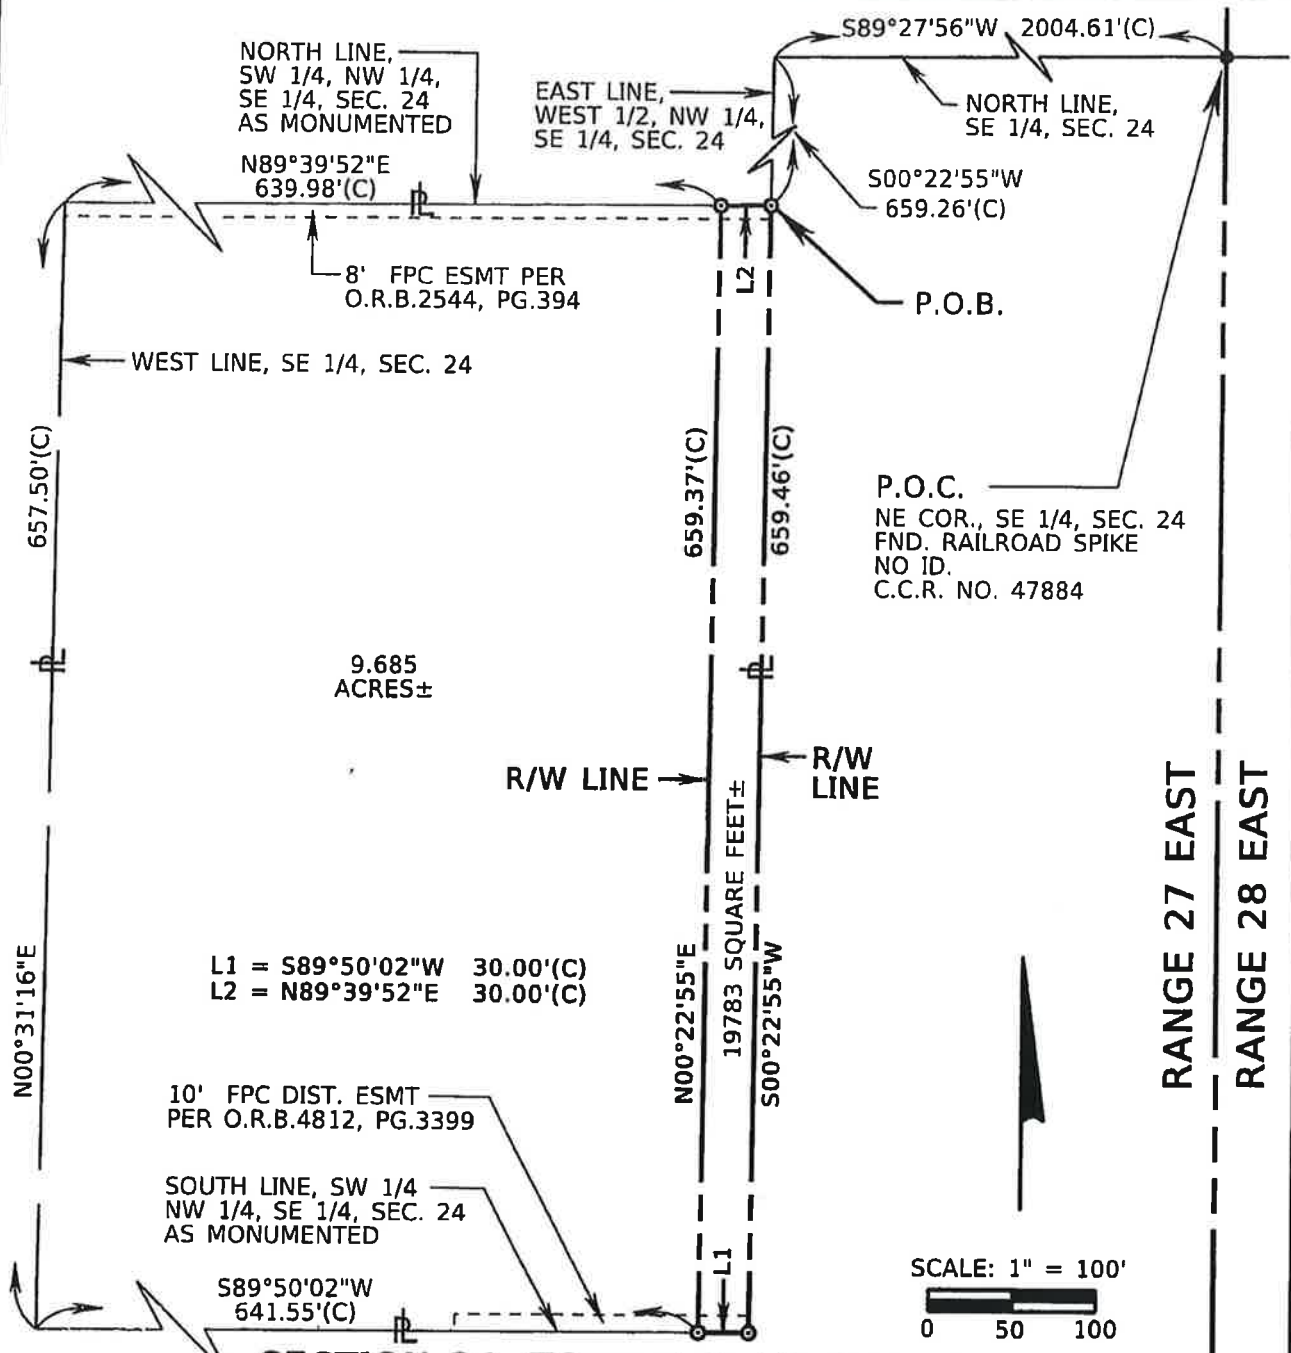 S89°27'56"W 2004.61'(C)
NORTH LINE,
SW 1/4, NW 1/4,
SE 1/4, SEC. 24
AS MONUMENTED
EAST LINE,
WEST 1/2, NW 1/4,
SE 1/4, SEC. 24
NORTH LINE,
SE 1/4, SEC. 24
N89°39'52"E
639.98'(C)
PL
S00°22'55"W
659.26'(C)
L2
8' FPC ESMT PER
O.R.B.2544, PG.394
P.O.B.
WEST LINE, SE 1/4, SEC. 24
657.50'(C)
659.37'(C)
659.46'(C)
P.O.C.
NE COR., SE 1/4, SEC. 24
FND. RAILROAD SPIKE
NO ID.
C.C.R. NO. 47884
PL
9.685
ACRES±
PL
R/W LINE
R/W
LINE
19783 SQUARE FEET±
RANGE 27 EAST
RANGE 28 EAST
N00°31'16"E
L1 = S89°50'02"W 30.00'(C)
L2 = N89°39'52"E 30.00'(C)
N00°22'55"E
S00°22'55"W
10' FPC DIST. ESMT
PER O.R.B.4812, PG.3399
SOUTH LINE, SW 1/4
NW 1/4, SE 1/4, SEC. 24
AS MONUMENTED
L1
S89°50'02"W
641.55'(C)
PL
SCALE: 1" = 100'
0 50 100